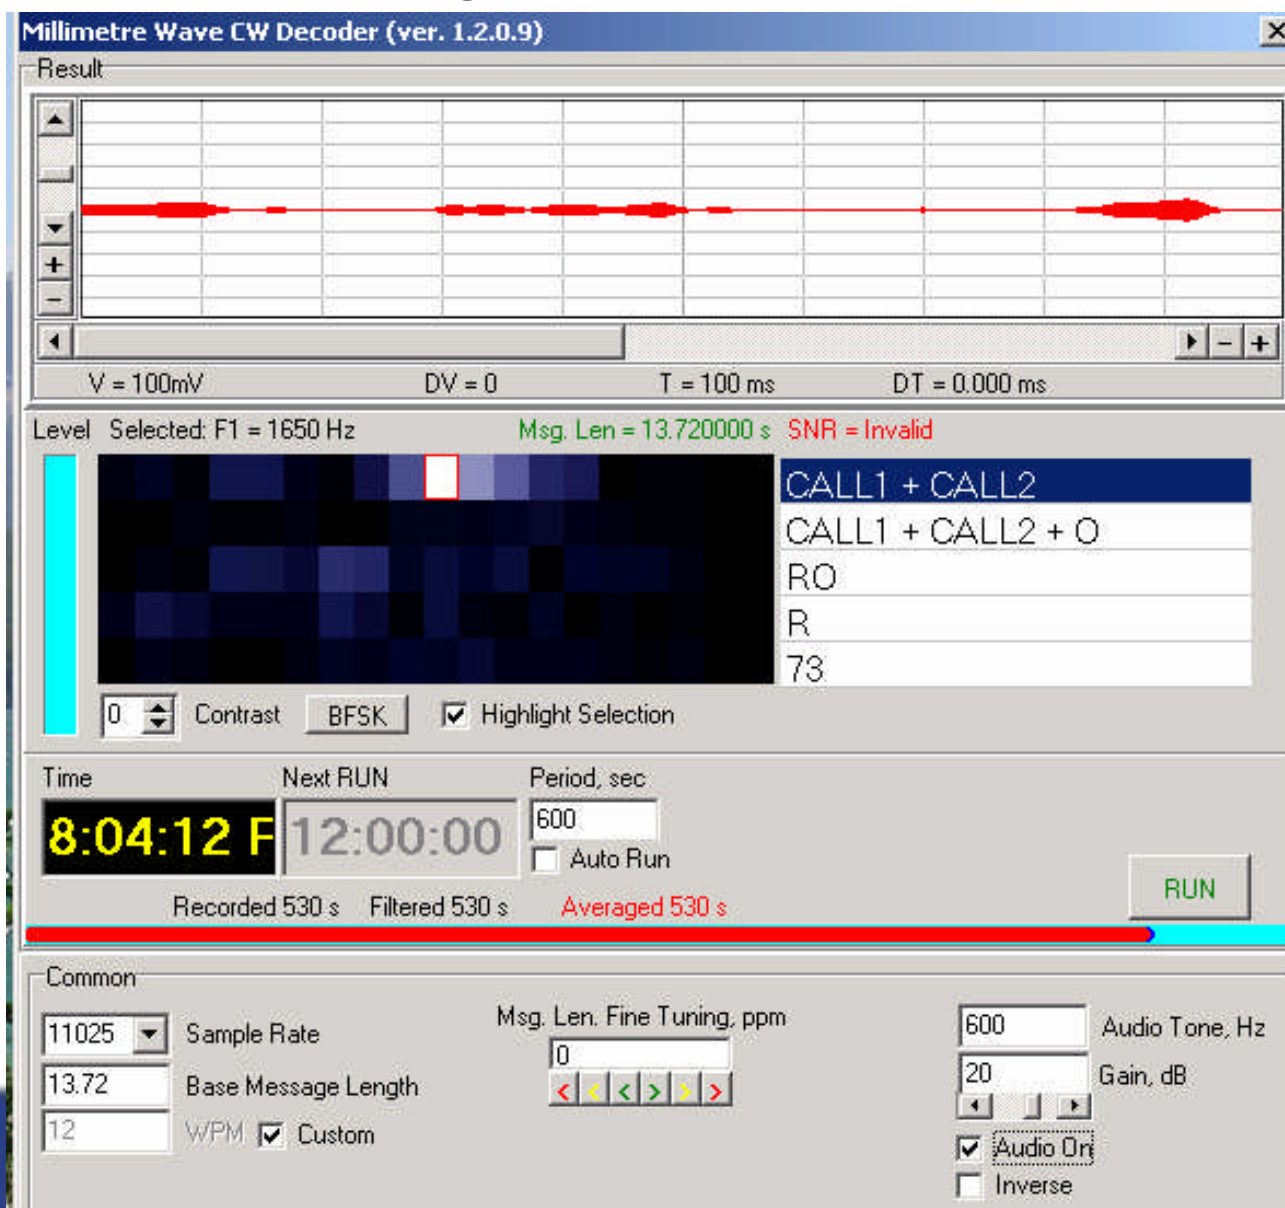 Millimetre Wave CW Decoder (ver. 1.2.0.9)
Result
V = 100mV DV = 0 T = 100 ms DT = 0.000 ms
Level Selected: F1 = 1650 Hz Msg. Len = 13.720000 s SNR = Invalid
CALL1 + CALL2
CALL1 + CALL2 + O
RO
R
73
0 Contrast BFSK Highlight Selection
Time Next RUN Period, sec
8:04:12 F 12:00:00 600
Auto Run
RUN
Recorded 530 s Filtered 530 s Averaged 530 s
Common
11025 Sample Rate Msg. Len. Fine Tuning, ppm 600 Audio Tone, Hz
0
13.72 Base Message Length < < < > > > 20 Gain, dB
12 WPM Custom
Audio On
Inverse